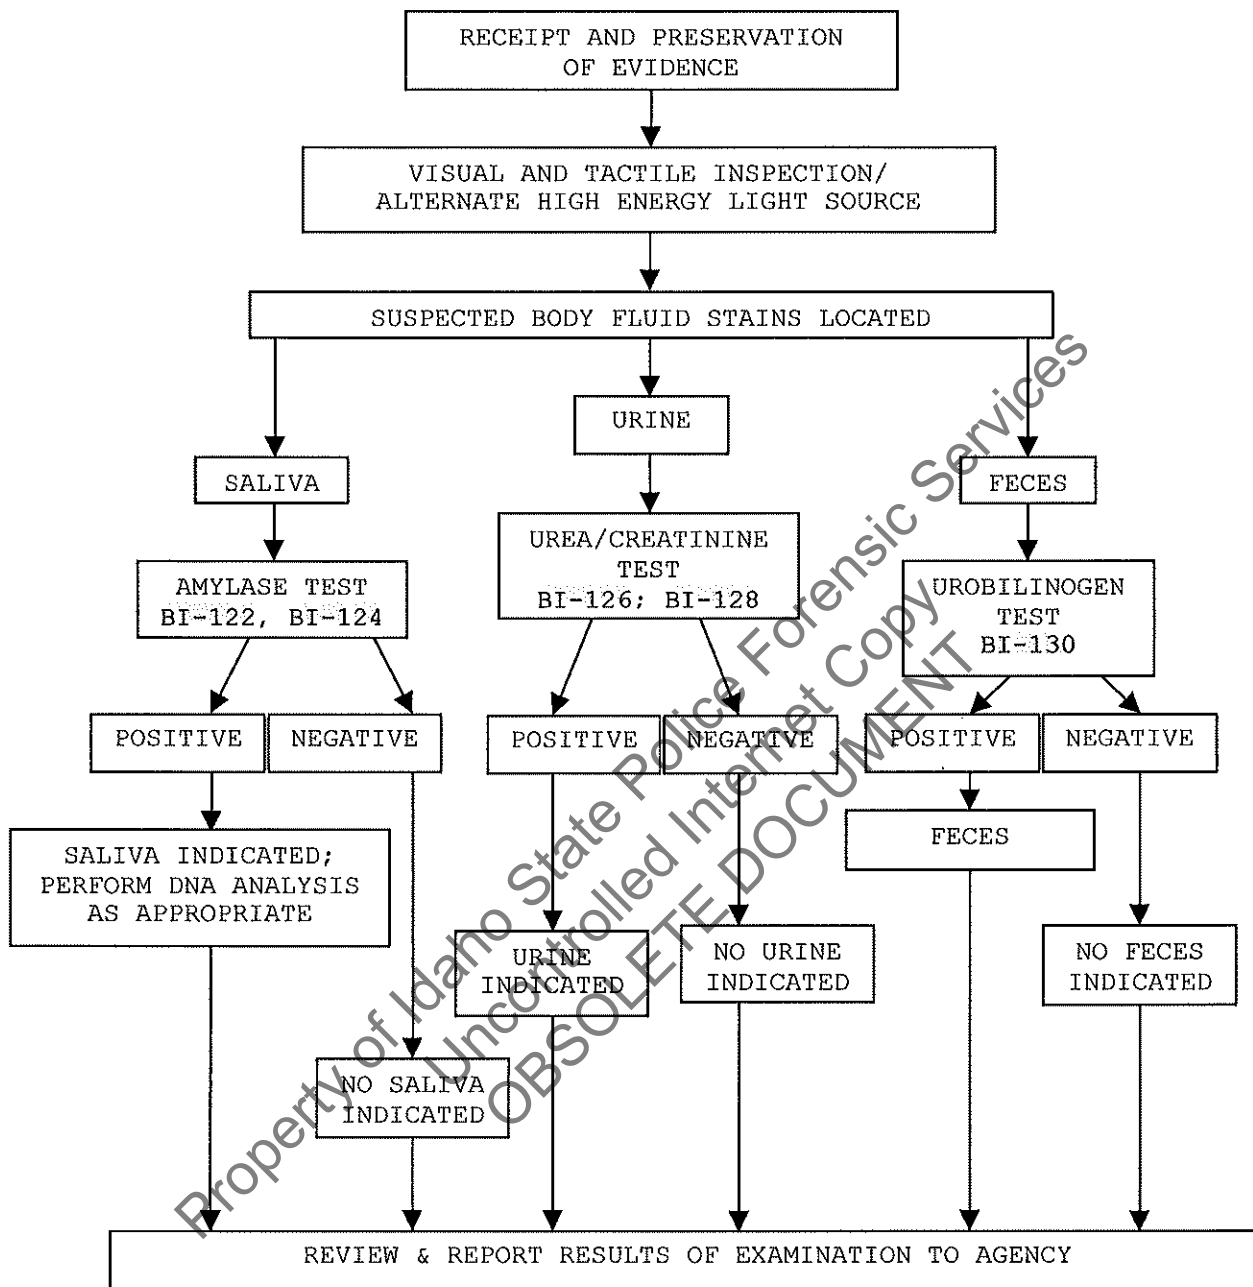 RECEIPT AND PRESERVATION
OF EVIDENCE
VISUAL AND TACTILE INSPECTION/
ALTERNATE HIGH ENERGY LIGHT SOURCE
SUSPECTED BODY FLUID STAINS LOCATED
SALIVA
URINE
FECES
AMYLASE TEST
BI-122, BI-124
UREA/CREATININE
TEST
BI-126; BI-128
UROBILINOGEN
TEST
BI-130
POSITIVE
NEGATIVE
POSITIVE
NEGATIVE
POSITIVE
NEGATIVE
SALIVA INDICATED;
PERFORM DNA ANALYSIS
AS APPROPRIATE
NO SALIVA
INDICATED
URINE
INDICATED
NO URINE
INDICATED
FECES
NO FECES
INDICATED
REVIEW & REPORT RESULTS OF EXAMINATION TO AGENCY
Property of Idaho State Police Forensic Services
Uncontrolled Internet Copy
OBSOLETE DOCUMENT